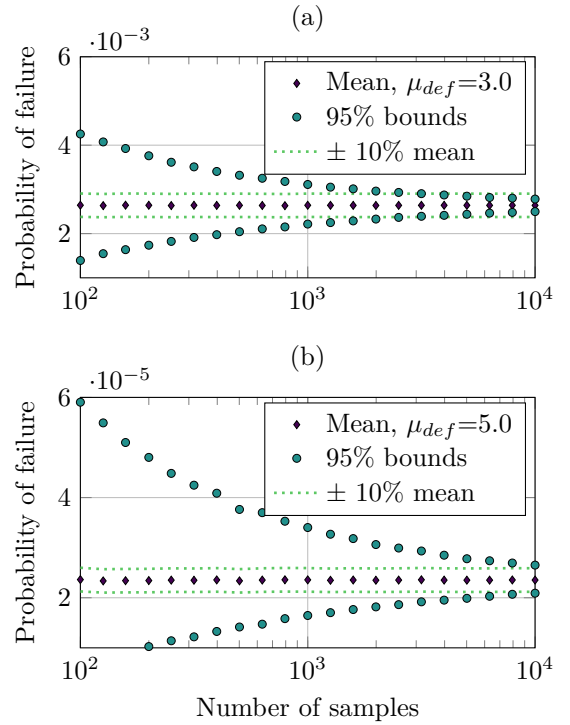 (a)
·10⁻³
6
Mean, μ_def=3.0
95% bounds
± 10% mean
4
2
Probability of failure
10² 10³ 10⁴
(b)
·10⁻⁵
6
Mean, μ_def=5.0
95% bounds
± 10% mean
4
2
Probability of failure
10² 10³ 10⁴
Number of samples